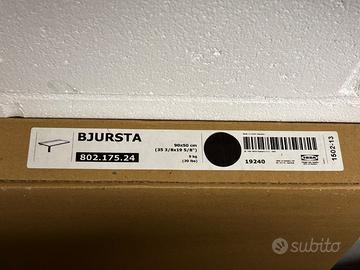 BJURSTA
802.175.24
90x50 cm
(35 3/8x19 5/8")
9 kg
(20 lbs)
19240
IKEA
1502-13
subito